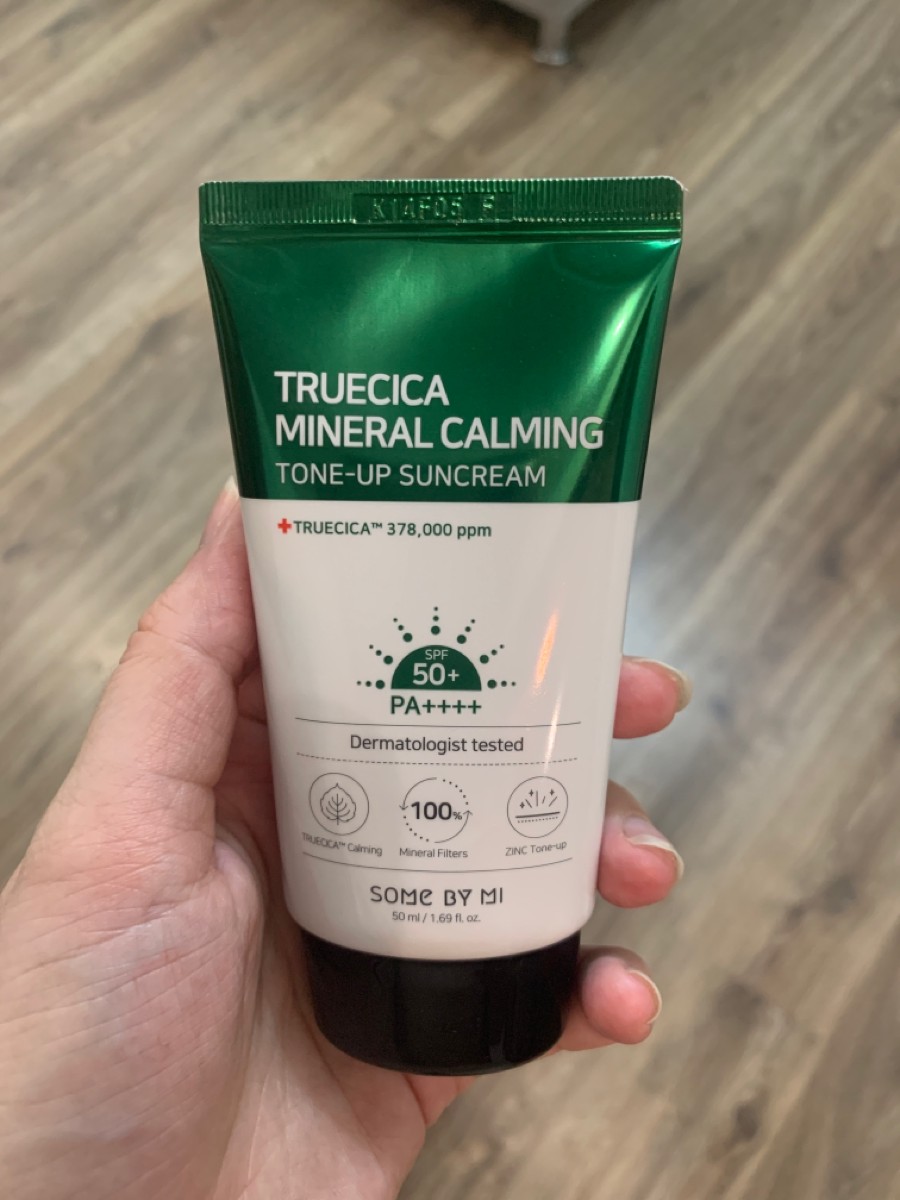 K14F05 F
TRUECICA
MINERAL CALMING
TONE-UP SUNCREAM
TRUECICA™ 378,000 ppm
SPF
50+
PA++++
Dermatologist tested
100%
TRUECICA™ Calming
Mineral Filters
ZINC Tone-up
SOME BY MI
50 ml / 1.69 fl. oz.